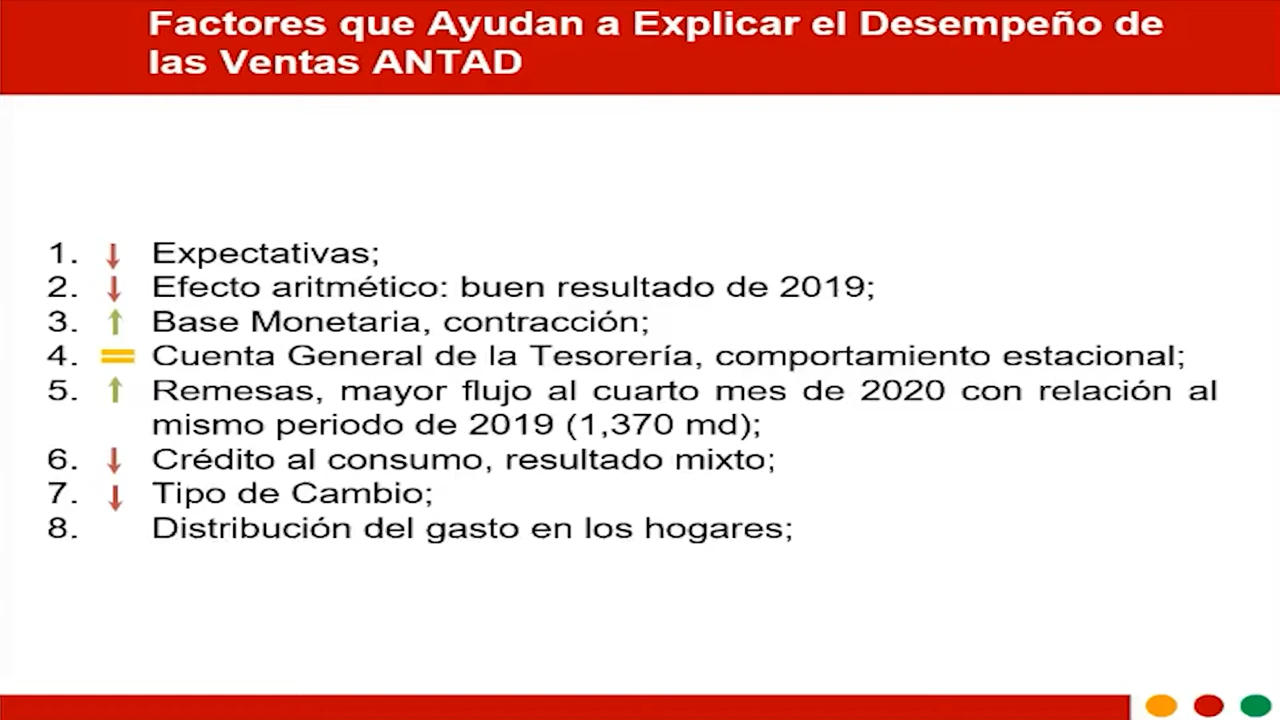 Factores que Ayudan a Explicar el Desempeño de
las Ventas ANTAD
1. ↓ Expectativas;
2. ↓ Efecto aritmético: buen resultado de 2019;
3. ↑ Base Monetaria, contracción;
4. = Cuenta General de la Tesorería, comportamiento estacional;
5. ↑ Remesas, mayor flujo al cuarto mes de 2020 con relación al
mismo periodo de 2019 (1,370 md);
6. ↓ Crédito al consumo, resultado mixto;
7. ↓ Tipo de Cambio;
8. Distribución del gasto en los hogares;